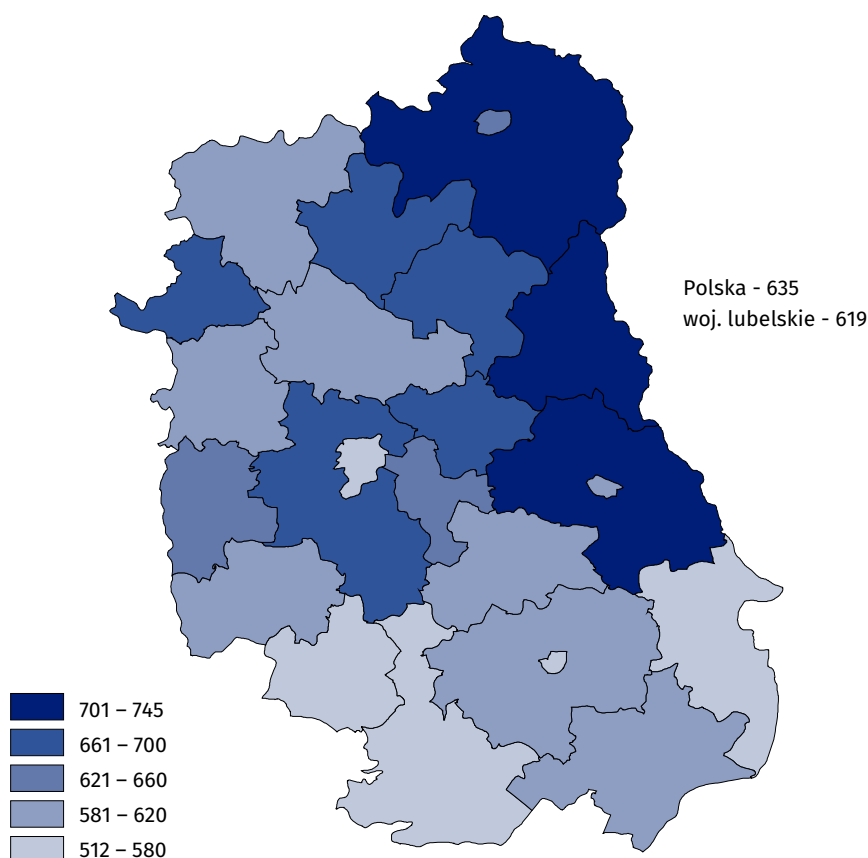 Polska - 635
woj. lubelskie - 619
701 – 745
661 – 700
621 – 660
581 – 620
512 – 580